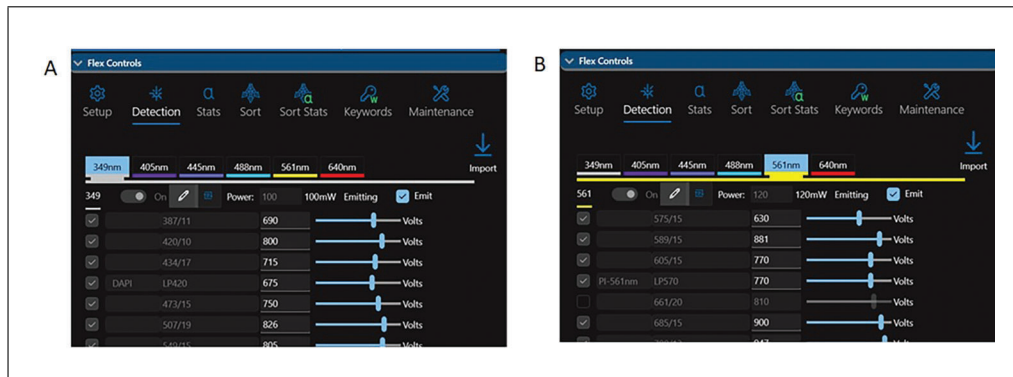 A
Flex Controls
Setup Detection Stats Sort Sort Stats Keywords Maintenance
Import
349nm 405nm 445nm 488nm 561nm 640nm
349 On Power: 100 100mW Emitting Emit
387/11 690 Volts
420/10 800 Volts
434/17 715 Volts
DAPI LP420 675 Volts
473/15 750 Volts
507/19 826 Volts
549/15 805 Volts
B
Flex Controls
Setup Detection Stats Sort Sort Stats Keywords Maintenance
Import
349nm 405nm 445nm 488nm 561nm 640nm
561 On Power: 120 120mW Emitting Emit
575/15 630 Volts
589/15 881 Volts
605/15 770 Volts
PI-561nm LP570 770 Volts
661/20 810 Volts
685/15 900 Volts